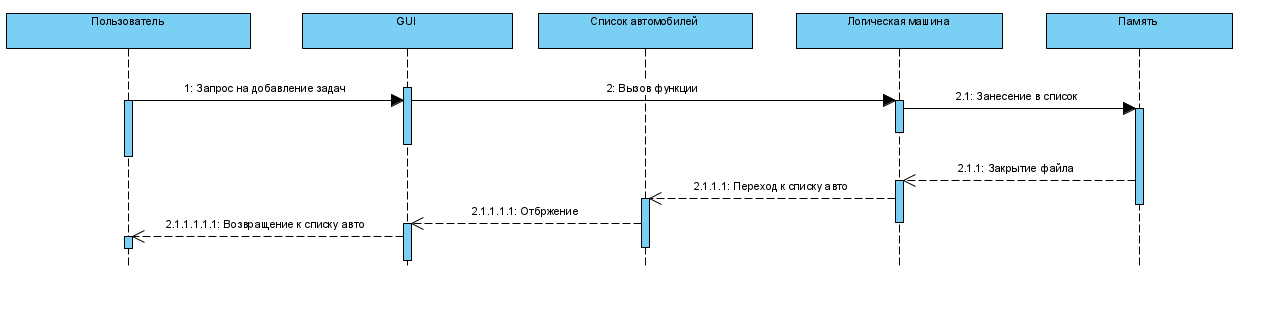 Пользователь
GUI
Список автомобилей
Логическая машина
Память
1: Запрос на добавление задач
2: Вызов функции
2.1: Занесение в список
2.1.1: Закрытие файла
2.1.1.1: Переход к списку авто
2.1.1.1.1: Отбржение
2.1.1.1.1.1: Возвращение к списку авто